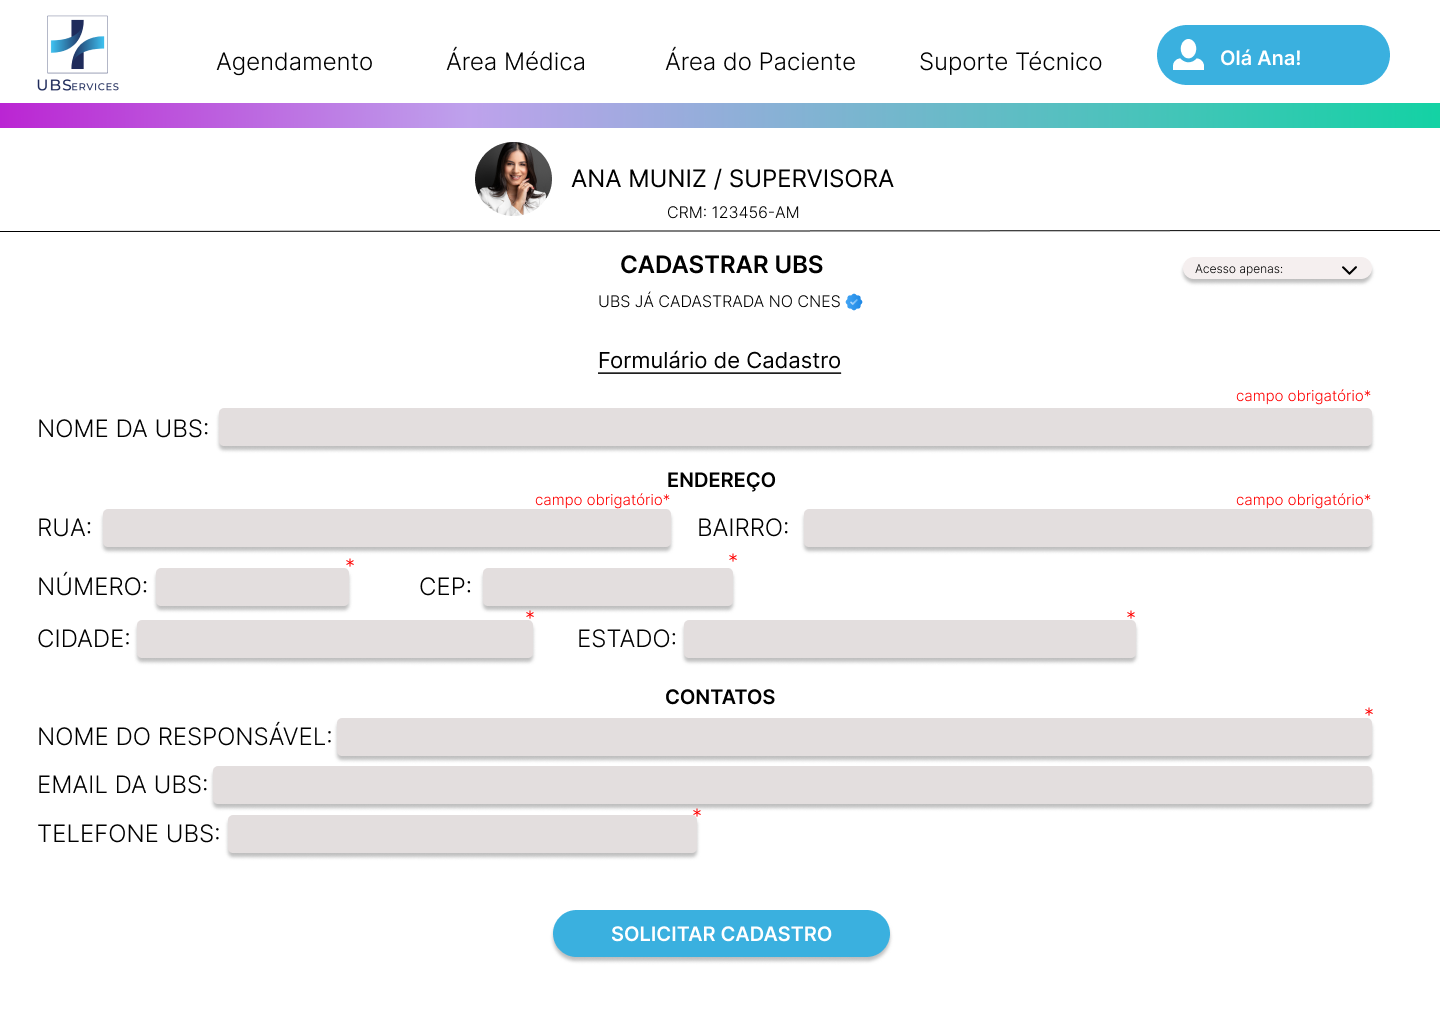 UBSERVICES
Agendamento
Área Médica
Área do Paciente
Suporte Técnico
Olá Ana!
ANA MUNIZ / SUPERVISORA
CRM: 123456-AM
CADASTRAR UBS
Acesso apenas:
UBS JÁ CADASTRADA NO CNES
Formulário de Cadastro
campo obrigatório*
NOME DA UBS:
ENDEREÇO
campo obrigatório*
campo obrigatório*
RUA:
BAIRRO:
*
*
NÚMERO:
CEP:
*
*
CIDADE:
ESTADO:
CONTATOS
*
NOME DO RESPONSÁVEL:
EMAIL DA UBS:
*
TELEFONE UBS:
SOLICITAR CADASTRO